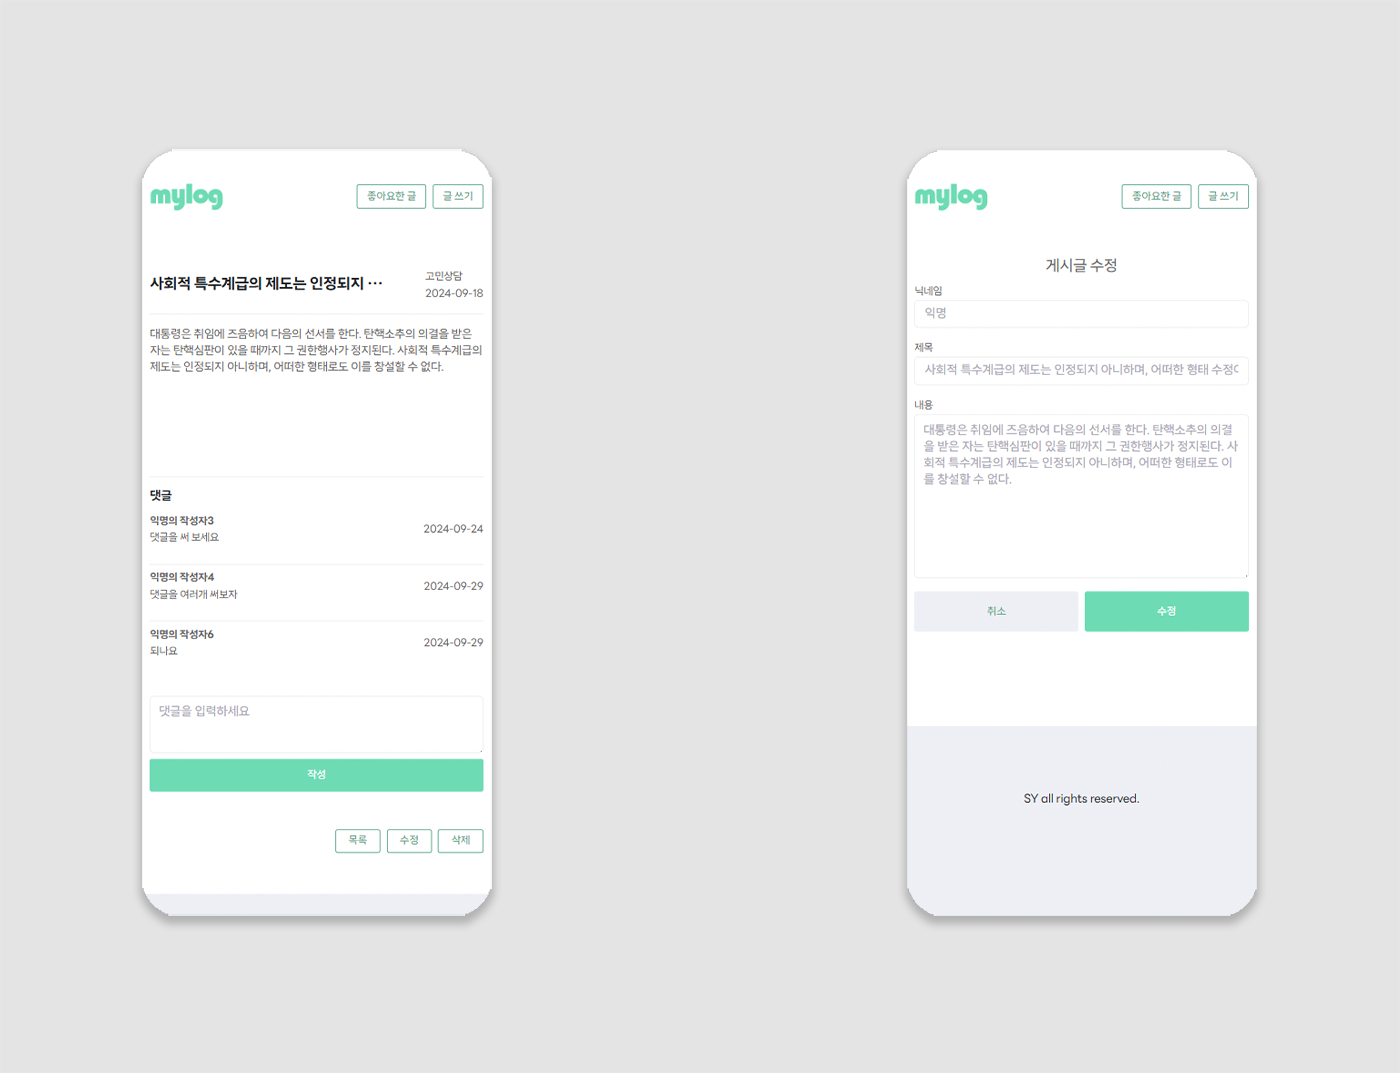 mylog
좋아요한 글
글 쓰기
사회적 특수계급의 제도는 인정되지 ···
고민상담
2024-09-18
대통령은 취임에 즈음하여 다음의 선서를 한다. 탄핵소추의 의결을 받은
자는 탄핵심판이 있을 때까지 그 권한행사가 정지된다. 사회적 특수계급의
제도는 인정되지 아니하며, 어떠한 형태로도 이를 창설할 수 없다.
댓글
익명의 작성자3
댓글을 써 보세요
2024-09-24
익명의 작성자4
댓글을 여러개 써보자
2024-09-29
익명의 작성자6
되나요
2024-09-29
댓글을 입력하세요
작성
목록
수정
삭제
mylog
좋아요한 글
글 쓰기
게시글 수정
닉네임
익명
제목
사회적 특수계급의 제도는 인정되지 아니하며, 어떠한 형태
내용
대통령은 취임에 즈음하여 다음의 선서를 한다. 탄핵소추의 의결
을 받은 자는 탄핵심판이 있을 때까지 그 권한행사가 정지된다. 사
회적 특수계급의 제도는 인정되지 아니하며, 어떠한 형태로도 이
를 창설할 수 없다.
취소
수정
SY all rights reserved.